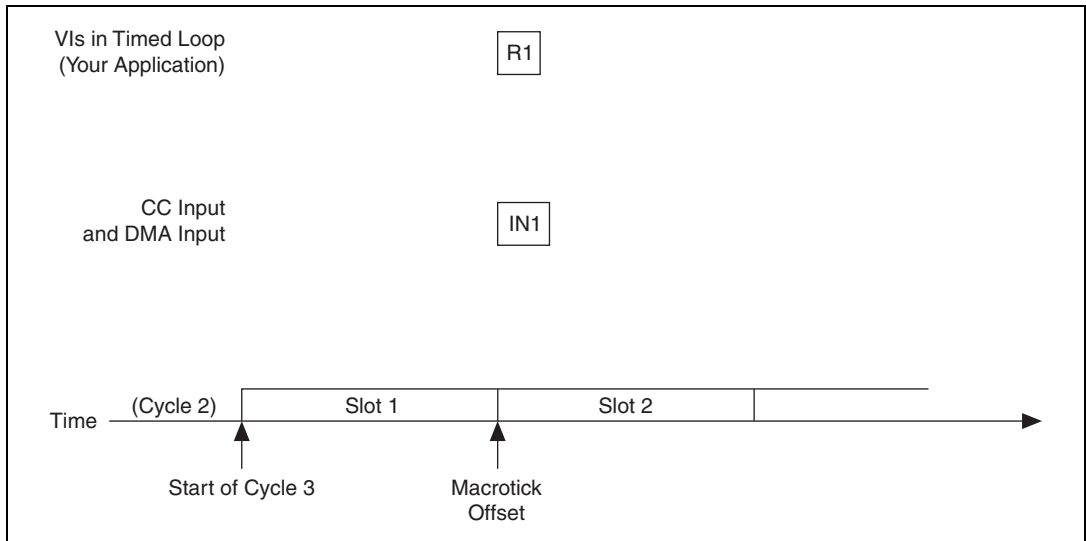 VIs in Timed Loop
(Your Application)
R1
CC Input
and DMA Input
IN1
Time
(Cycle 2)
Slot 1
Slot 2
Start of Cycle 3
Macrotick
Offset